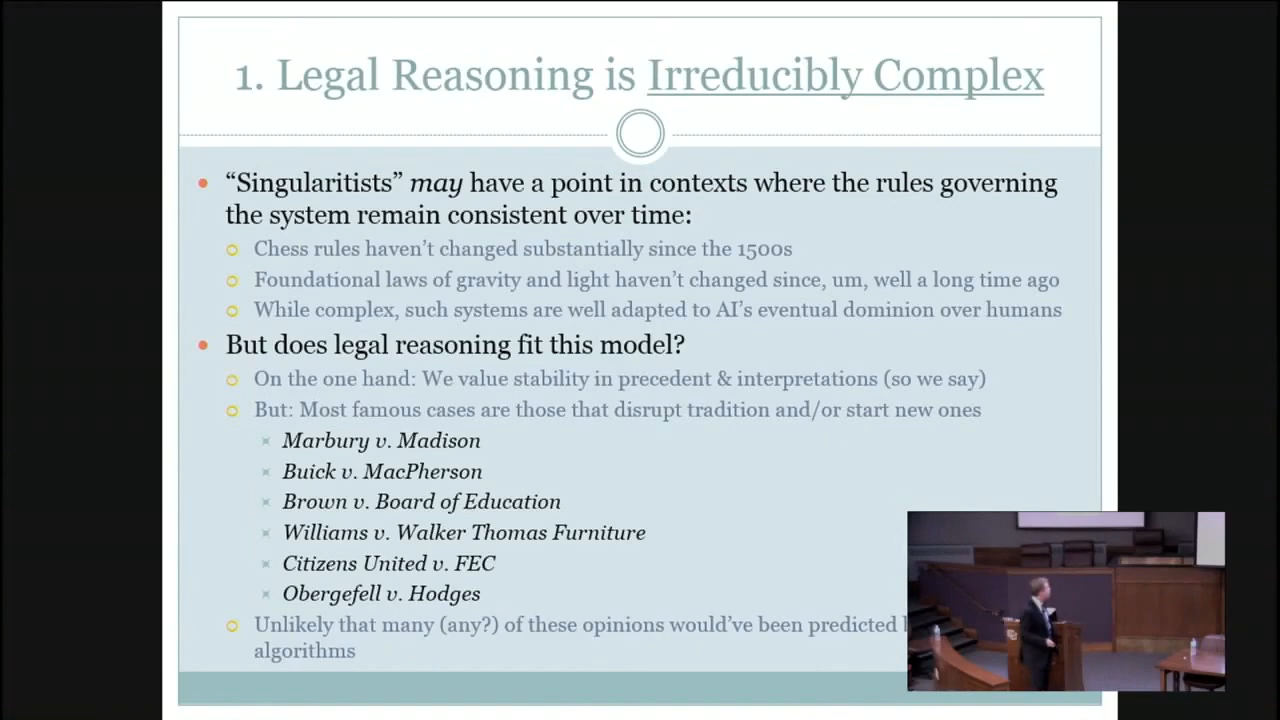 1. Legal Reasoning is Irreducibly Complex
“Singularitists” may have a point in contexts where the rules governing
the system remain consistent over time:
Chess rules haven’t changed substantially since the 1500s
Foundational laws of gravity and light haven’t changed since, um, well a long time ago
While complex, such systems are well adapted to AI’s eventual dominion over humans
But does legal reasoning fit this model?
On the one hand: We value stability in precedent & interpretations (so we say)
But: Most famous cases are those that disrupt tradition and/or start new ones
Marbury v. Madison
Buick v. MacPherson
Brown v. Board of Education
Williams v. Walker Thomas Furniture
Citizens United v. FEC
Obergefell v. Hodges
Unlikely that many (any?) of these opinions would’ve been predicted
algorithms